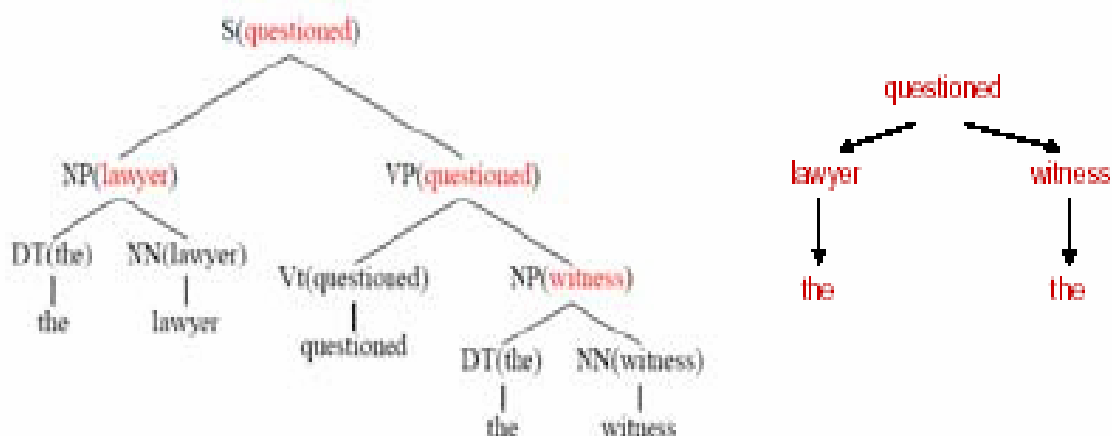 S(questioned)
NP(lawyer) VP(questioned)
DT(the) NN(lawyer) Vt(questioned) NP(witness)
the lawyer questioned DT(the) NN(witness)
the witness
questioned
lawyer witness
the the